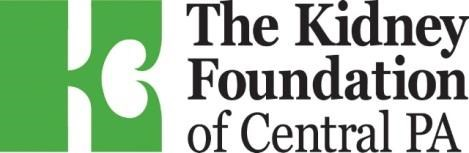 The Kidney
Foundation
of Central PA